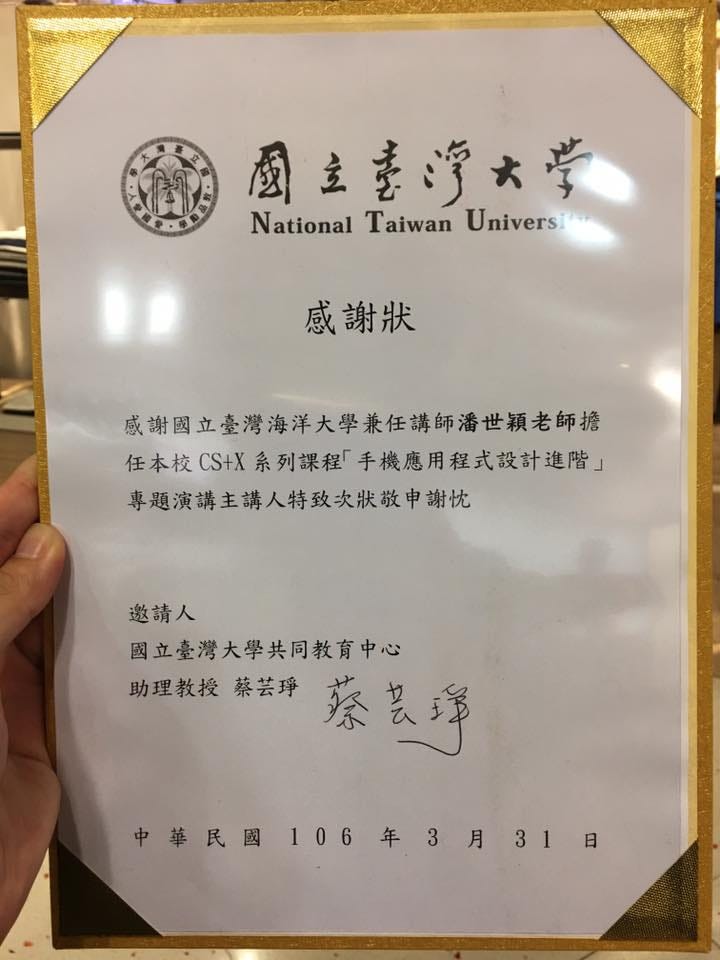 國立臺灣大學
National Taiwan University
感謝狀
感謝國立臺灣海洋大學兼任講師潘世穎老師擔
任本校 CS+X 系列課程「手機應用程式設計進階」
專題演講主講人特致次狀敬申謝忱
邀請人
國立臺灣大學共同教育中心
助理教授 蔡芸琤 蔡芸琤
中華民國 106 年 3 月 31 日